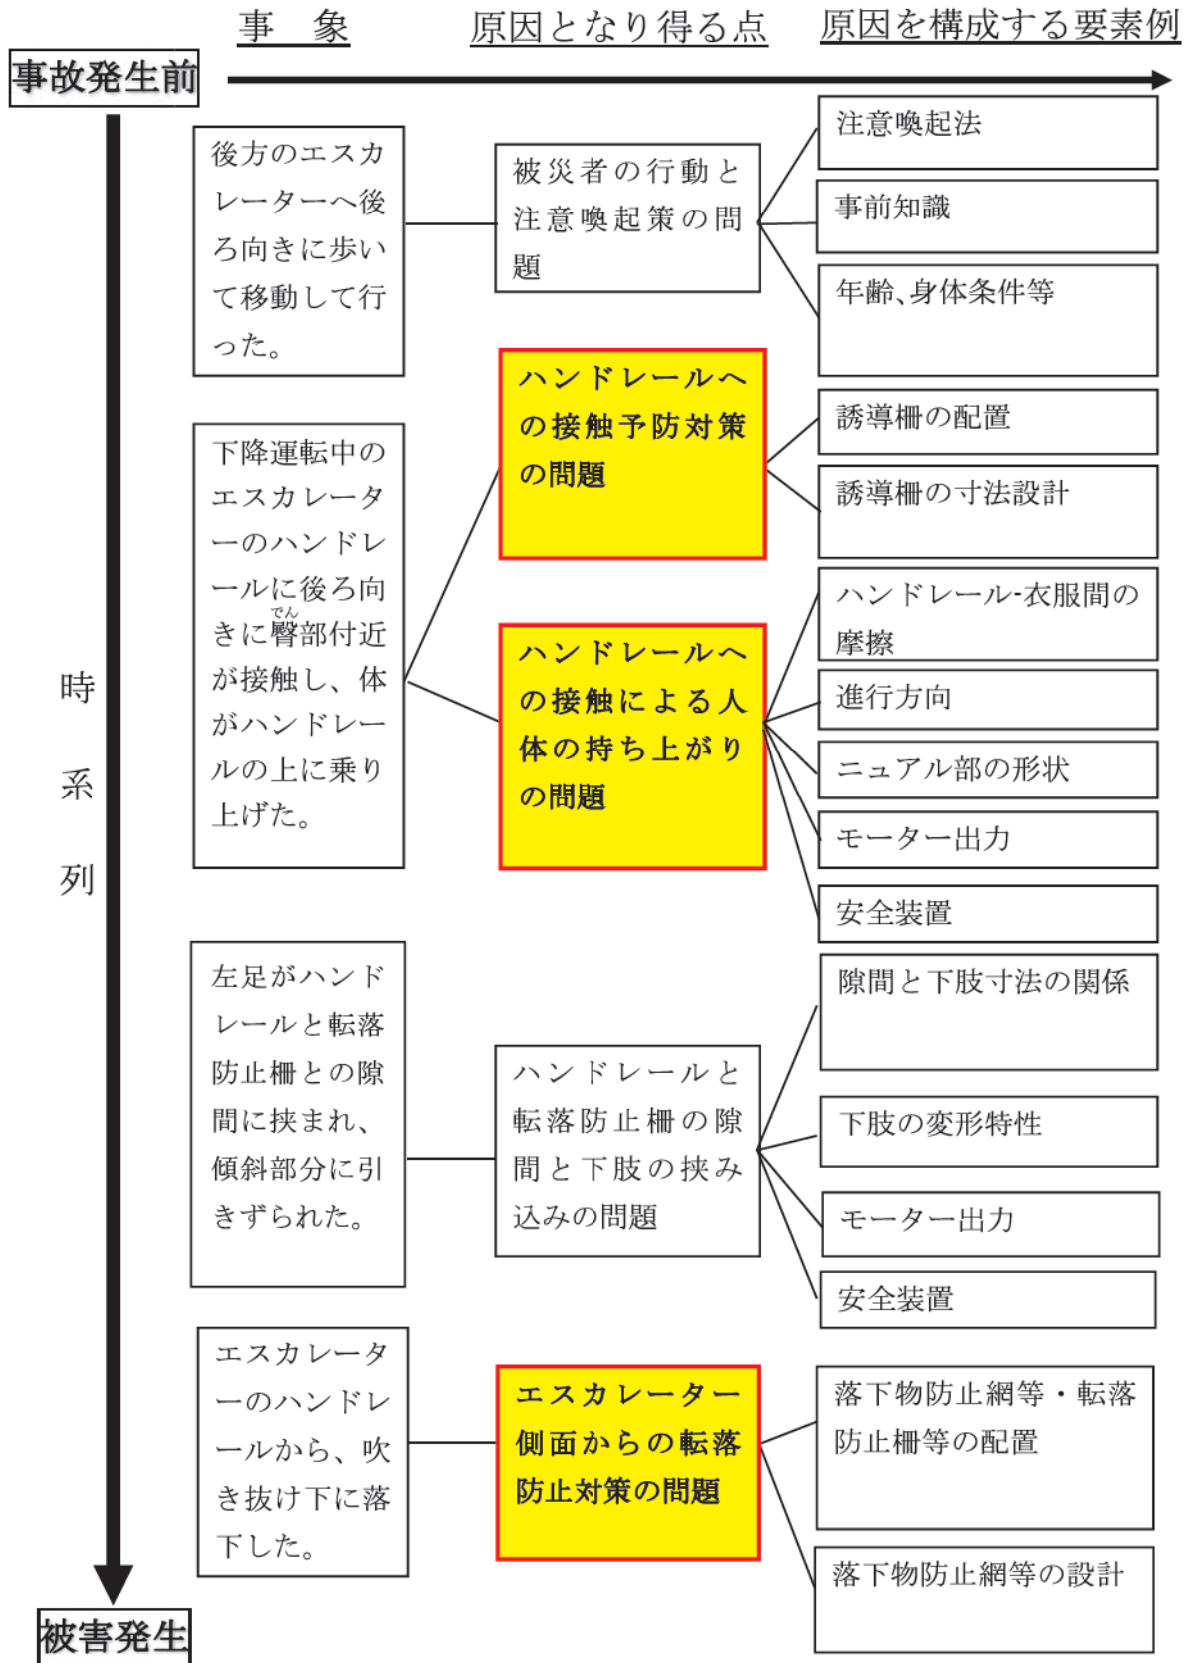 事　象
原因となり得る点
原因を構成する要素例
事故発生前
後方のエスカ
レーターへ後
ろ向きに歩い
て移動して行
った。
被災者の行動と
注意喚起策の問
題
注意喚起法
事前知識
年齢、身体条件等
下降運転中の
エスカレータ
ーのハンドレ
ールに後ろ向
でん
きに臀部付近
が接触し、体
がハンドレー
ルの上に乗り
上げた。
ハンドレールへ
の接触予防対策
の問題
誘導柵の配置
誘導柵の寸法設計
ハンドレールへ
の接触による人
体の持ち上がり
の問題
ハンドレール-衣服間の
摩擦
進行方向
ニュアル部の形状
モーター出力
安全装置
時系列
左足がハンド
レールと転落
防止柵との隙
間に挟まれ、
傾斜部分に引
きずられた。
ハンドレールと
転落防止柵の隙
間と下肢の挟み
込みの問題
隙間と下肢寸法の関係
下肢の変形特性
モーター出力
安全装置
エスカレータ
ーのハンドレ
ールから、吹
き抜け下に落
下した。
エスカレーター
側面からの転落
防止対策の問題
落下物防止網等・転落
防止柵等の配置
落下物防止網等の設計
被害発生